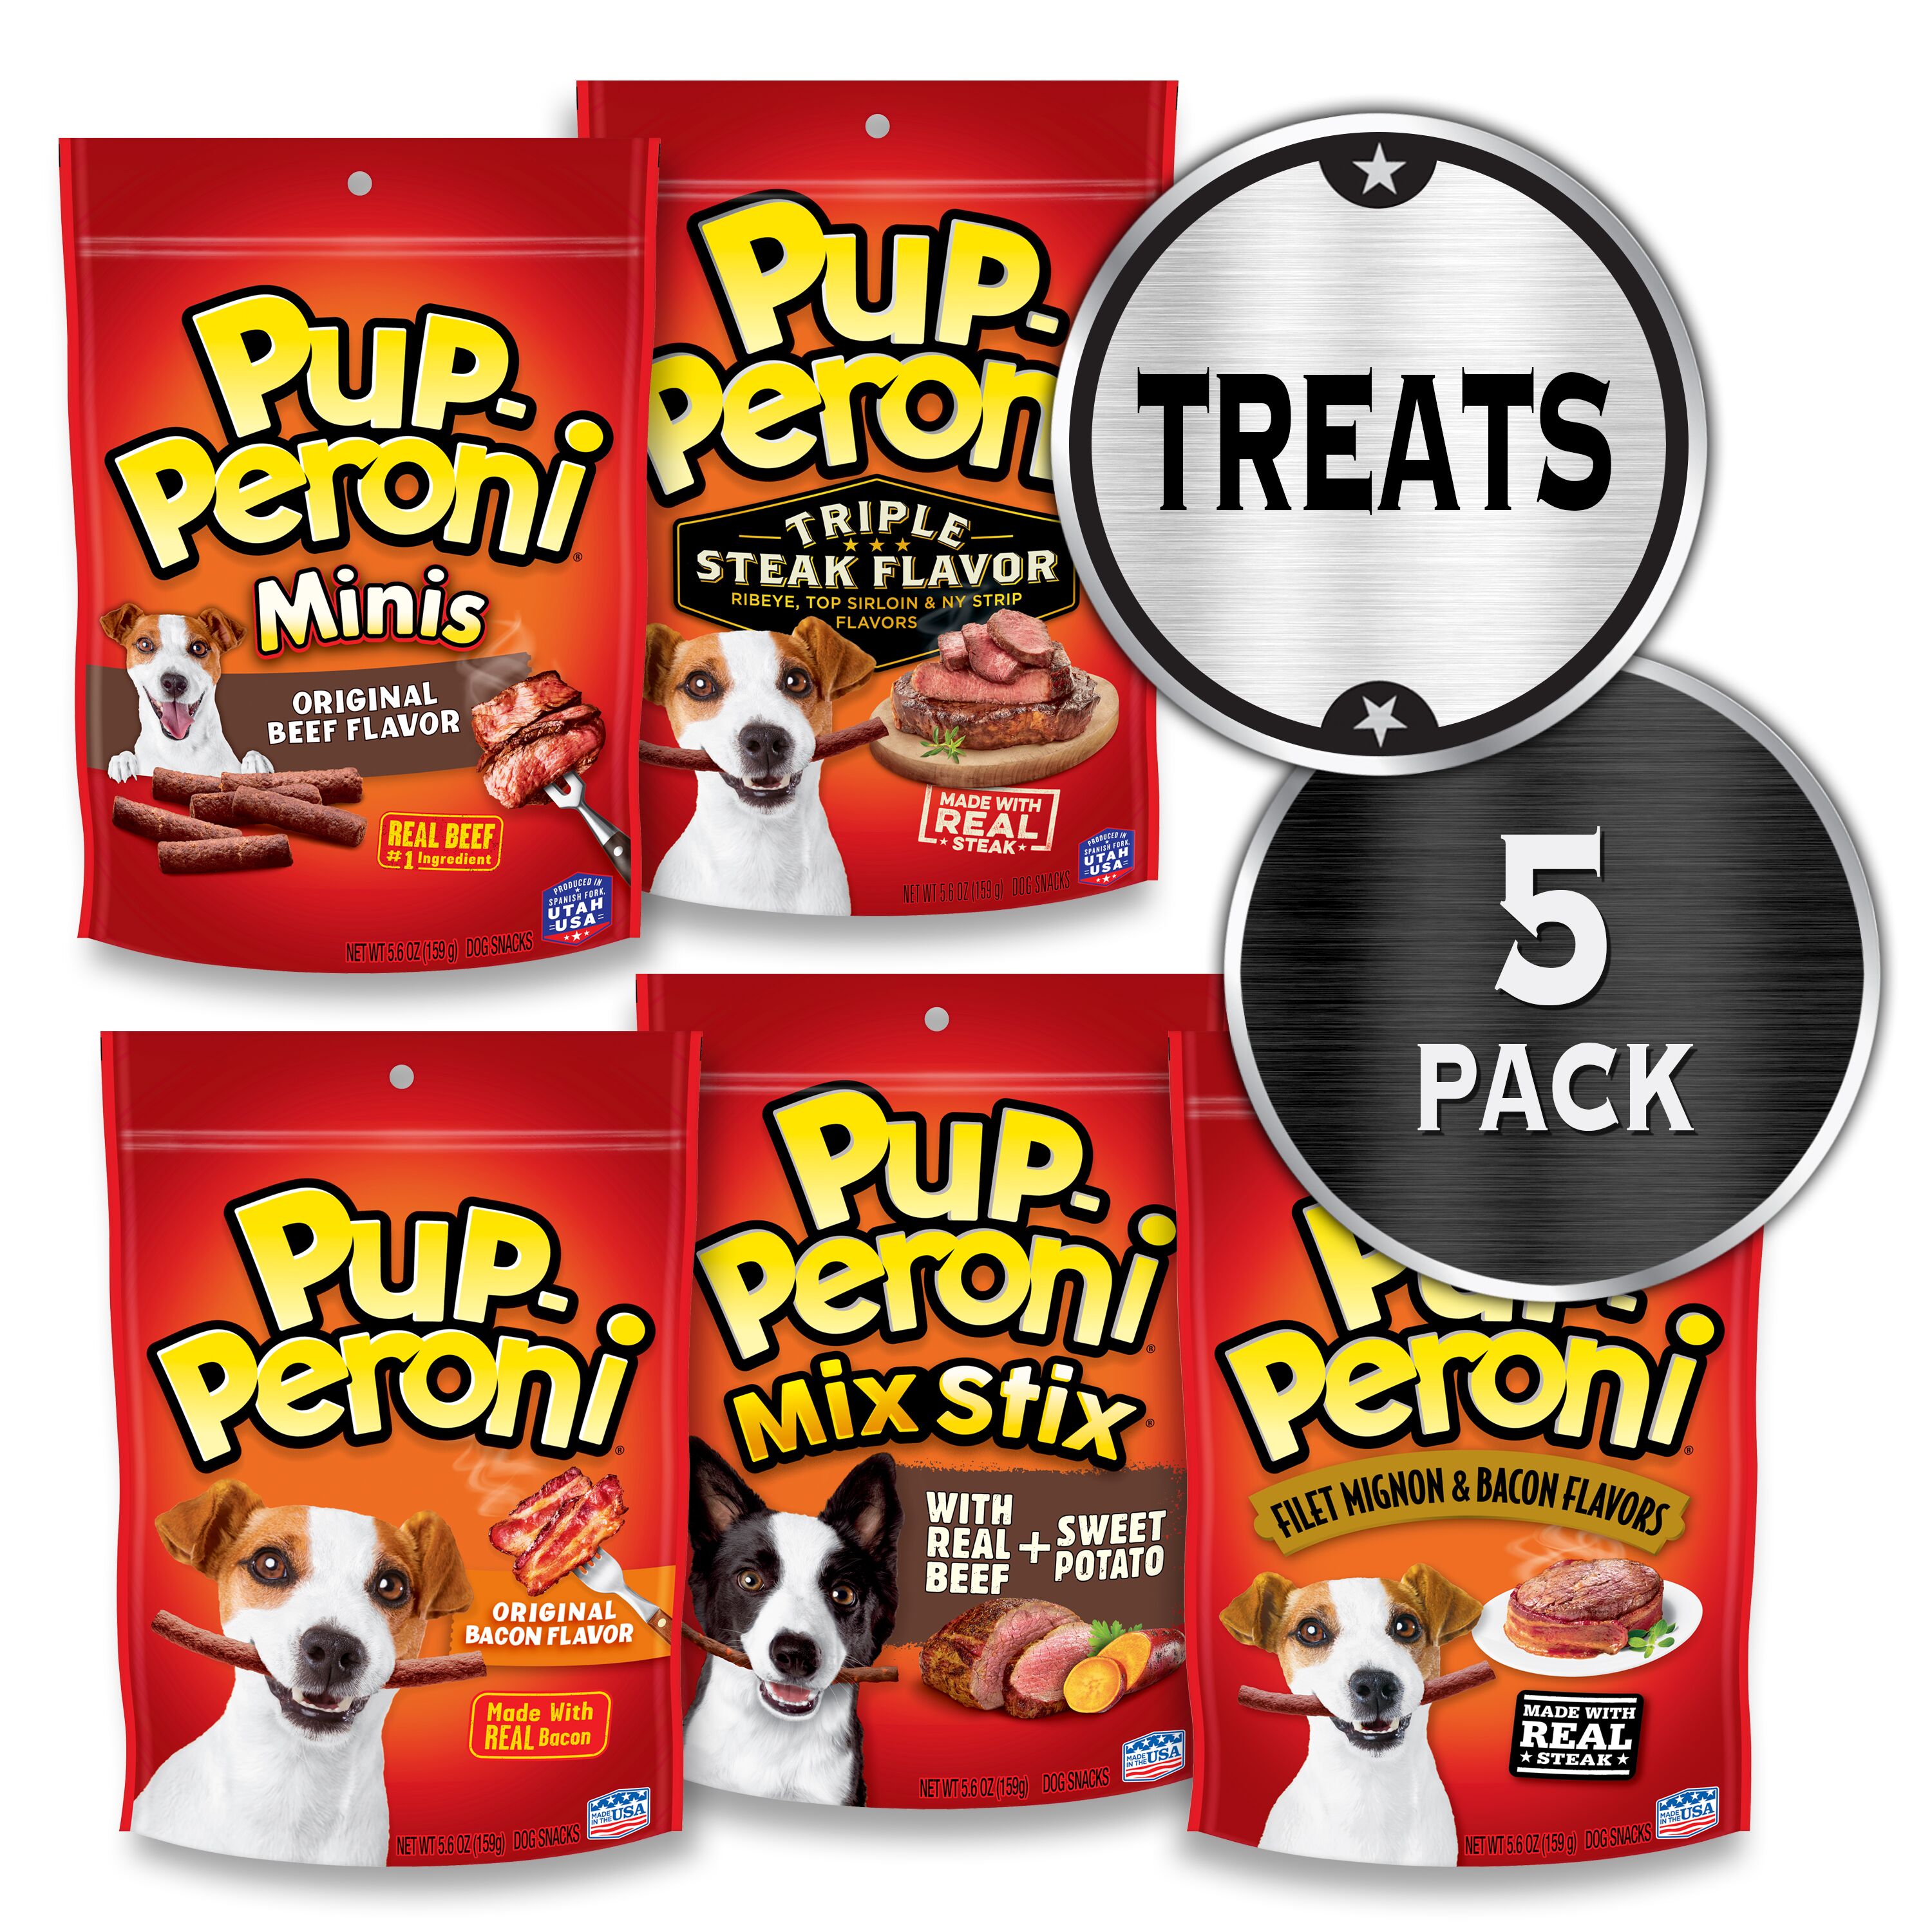 PuP-
Peroni
®
Minis
ORIGINAL
BEEF FLAVOR
REAL BEEF
#1 Ingredient
PRODUCED IN
SPANISH FORK,
UTAH
USA
NET WT 5.6 OZ (159 g) DOG SNACKS
PuP-
Peron
TRIPLE
STEAK FLAVOR
RIBEYE, TOP SIRLOIN & NY STRIP
FLAVORS
MADE WITH
REAL
STEAK
PRODUCED IN
SPANISH FORK,
UTAH
USA
NET WT 5.6 OZ (159 g) DOG SNACKS
TREATS
5
PACK
PuP-
Peroni
®
ORIGINAL
BACON FLAVOR
Made With
REAL Bacon
MADE
IN THE USA
NET WT 5.6 OZ (159g) DOG SNACKS
PuP-
Peroni
®
Mix Stix
®
WITH
REAL
BEEF
+
SWEET
POTATO
MADE
IN THE USA
NET WT 5.6 OZ (159g) DOG SNACKS
PuP-
Peroni
®
FILET MIGNON & BACON FLAVORS
MADE WITH
REAL
STEAK
MADE
IN THE USA
NET WT 5.6 OZ (159 g) DOG SNACKS